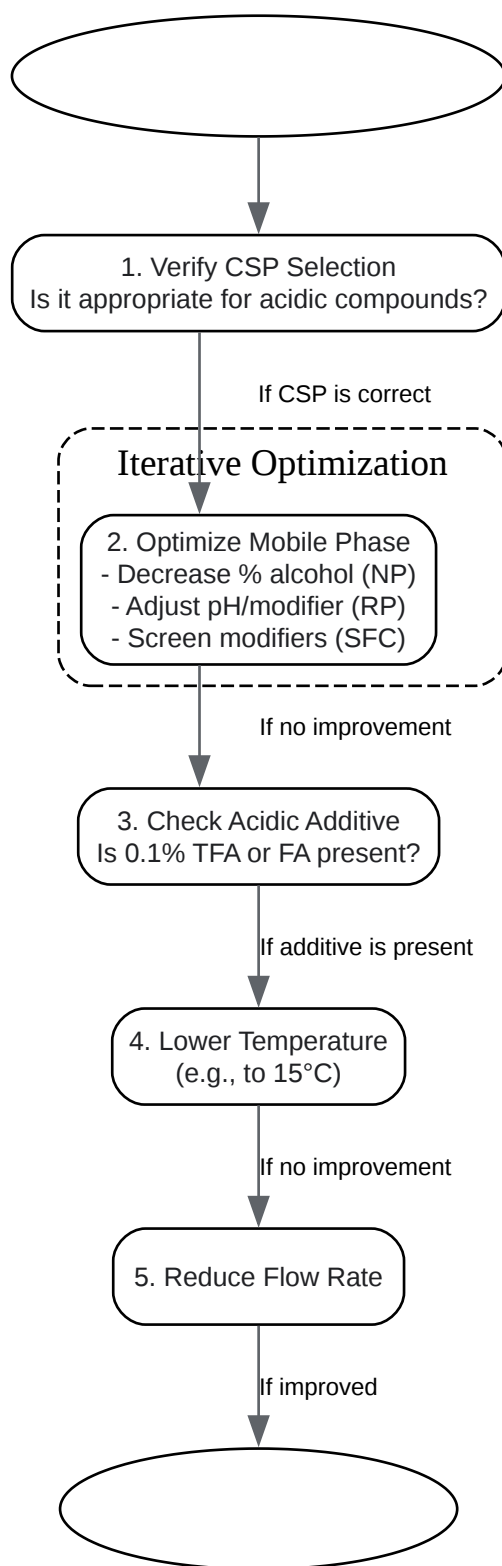 1. Verify CSP Selection
Is it appropriate for acidic compounds?
If CSP is correct
Iterative Optimization
2. Optimize Mobile Phase
- Decrease % alcohol (NP)
- Adjust pH/modifier (RP)
- Screen modifiers (SFC)
If no improvement
3. Check Acidic Additive
Is 0.1% TFA or FA present?
If additive is present
4. Lower Temperature
(e.g., to 15°C)
If no improvement
5. Reduce Flow Rate
If improved